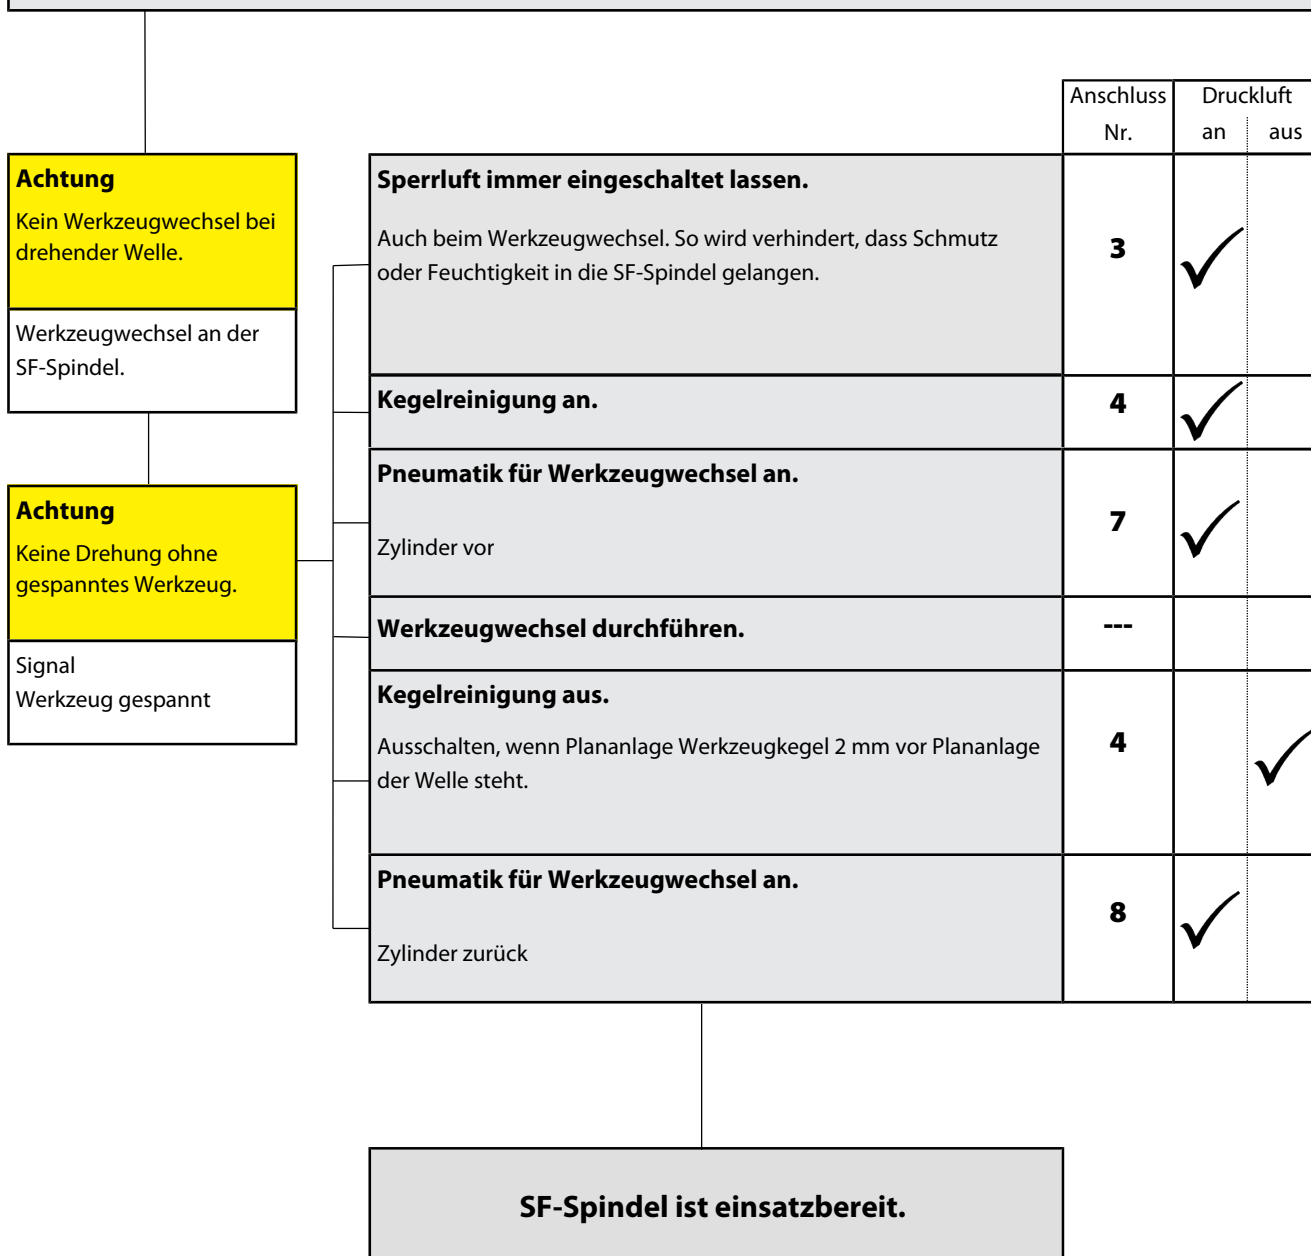 Anschluss Druckluft
Nr. an aus
Achtung
Kein Werkzeugwechsel bei
drehender Welle.
Werkzeugwechsel an der
SF-Spindel.
Achtung
Keine Drehung ohne
gespanntes Werkzeug.
Signal
Werkzeug gespannt
Sperrluft immer eingeschaltet lassen.
Auch beim Werkzeugwechsel. So wird verhindert, dass Schmutz
oder Feuchtigkeit in die SF-Spindel gelangen.
3
Kegelreinigung an.
4
Pneumatik für Werkzeugwechsel an.
Zylinder vor
7
Werkzeugwechsel durchführen.
---
Kegelreinigung aus.
Ausschalten, wenn Plananlage Werkzeugkegel 2 mm vor Plananlage
der Welle steht.
4
Pneumatik für Werkzeugwechsel an.
Zylinder zurück
8
SF-Spindel ist einsatzbereit.